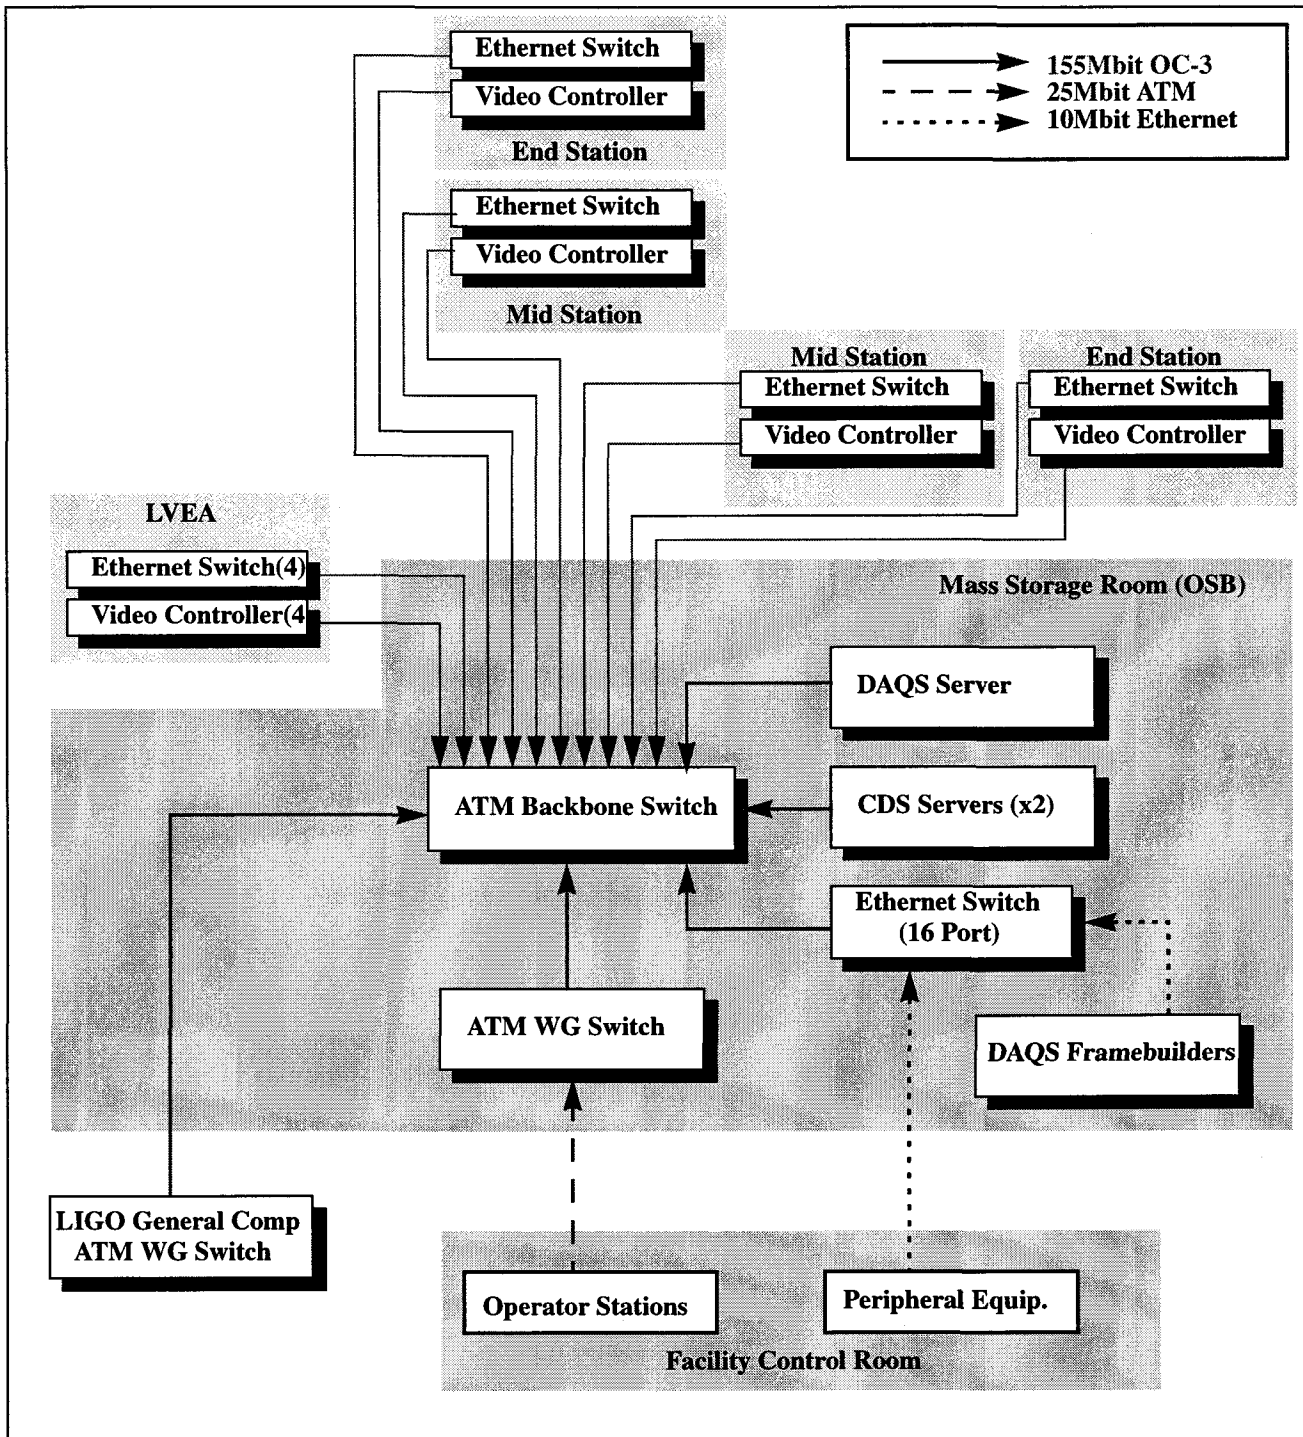 Ethernet Switch
Video Controller
End Station
155Mbit OC-3
25Mbit ATM
10Mbit Ethernet
Ethernet Switch
Video Controller
Mid Station
Mid Station
Ethernet Switch
Video Controller
End Station
Ethernet Switch
Video Controller
LVEA
Ethernet Switch(4)
Video Controller(4
Mass Storage Room (OSB)
DAQS Server
ATM Backbone Switch
CDS Servers (x2)
Ethernet Switch
(16 Port)
ATM WG Switch
DAQS Framebuilders
LIGO General Comp
ATM WG Switch
Operator Stations
Peripheral Equip.
Facility Control Room